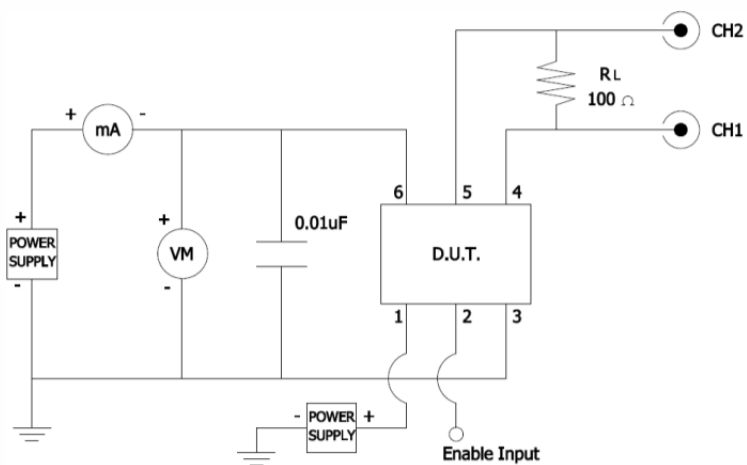 CH2
RL
100 Ω
CH1
+ mA -
6 5 4
+
POWER
SUPPLY
-
+
VM
-
0.01uF
D.U.T.
1 2 3
- POWER
SUPPLY +
Enable Input